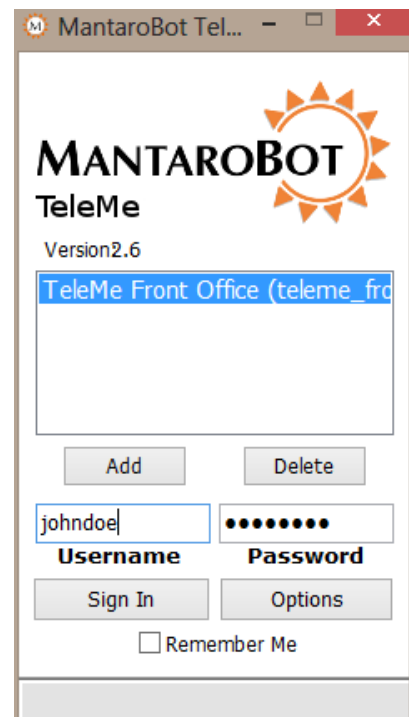 MantaroBot Tel...
MANTAROBOT
TeleMe
Version2.6
TeleMe Front Office (teleme_fro
Add Delete
johndoe ●●●●●●●●
Username Password
Sign In Options
Remember Me